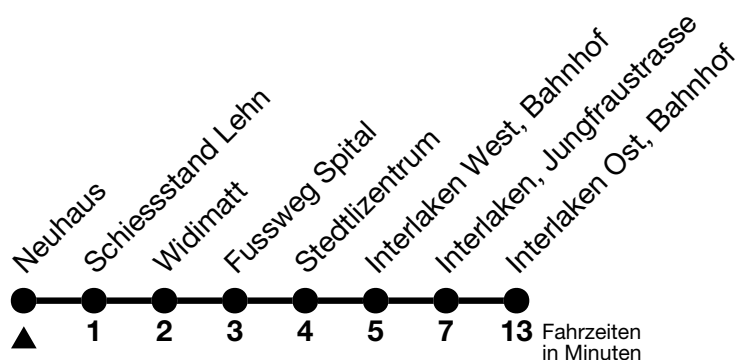 Neuhaus
Schiessstand Lehn
Widimatt
Fussweg Spital
Stedtlizentrum
Interlaken West, Bahnhof
Interlaken, Jungfraustrasse
Interlaken Ost, Bahnhof
1 2 3 4 5 7 13 Fahrzeiten
in Minuten